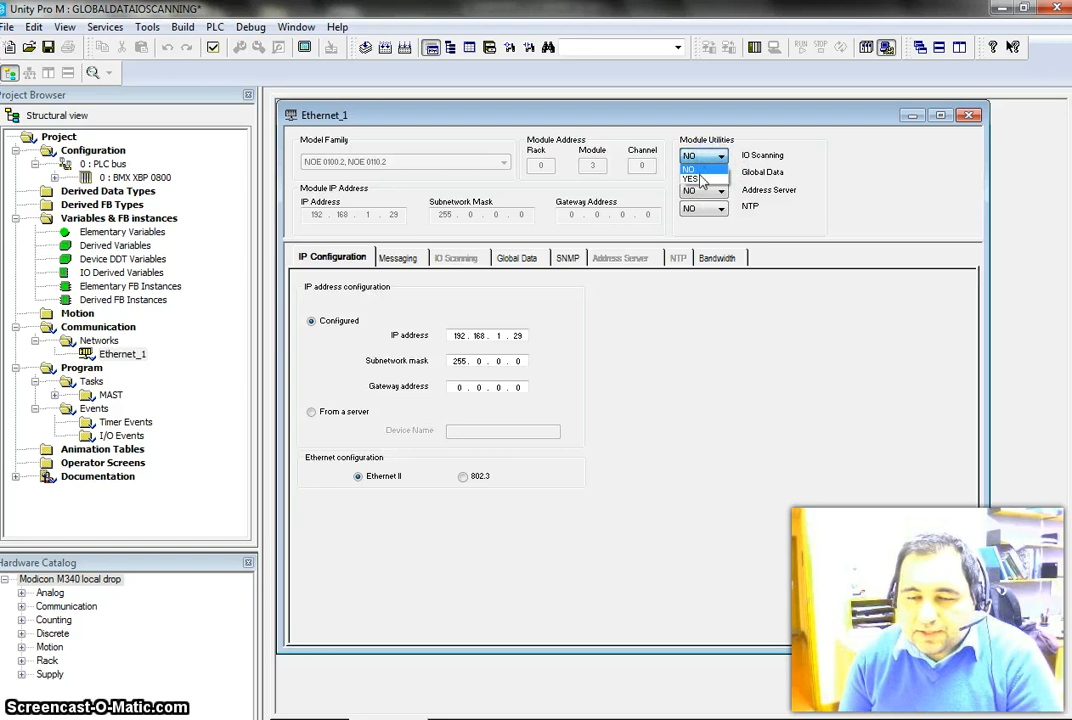 Unity Pro M : GLOBALDATAIOSCANNING*
File Edit View Services Tools Build PLC Debug Window Help
Project Browser
Structural view
Project
Configuration
0 : PLC bus
0 : BMX XBP 0800
Derived Data Types
Derived FB Types
Variables & FB instances
Elementary Variables
Derived Variables
Device DDT Variables
IO Derived Variables
Elementary FB Instances
Derived FB Instances
Motion
Communication
Networks
Ethernet_1
Program
Tasks
MAST
Events
Timer Events
I/O Events
Animation Tables
Operator Screens
Documentation
Hardware Catalog
Modicon M340 local drop
Analog
Communication
Counting
Discrete
Motion
Rack
Supply
Ethernet_1
Model Family
NOE 0100.2, NOE 0110.2
Module Address
Rack Module Channel
0 3 0
Module Utilities
NO IO Scanning
NO
YES
Global Data
NO Address Server
NO NTP
Module IP Address
IP Address Subnetwork Mask Gateway Address
192 . 168 . 1 . 29 255 . 0 . 0 . 0 0 . 0 . 0 . 0
IP Configuration Messaging IO Scanning Global Data SNMP Address Server NTP Bandwidth
IP address configuration
Configured
IP address 192 . 168 . 1 . 29
Subnetwork mask 255 . 0 . 0 . 0
Gateway address 0 . 0 . 0 . 0
From a server
Device Name
Ethernet configuration
Ethernet II 802.3
Screencast-O-Matic.com